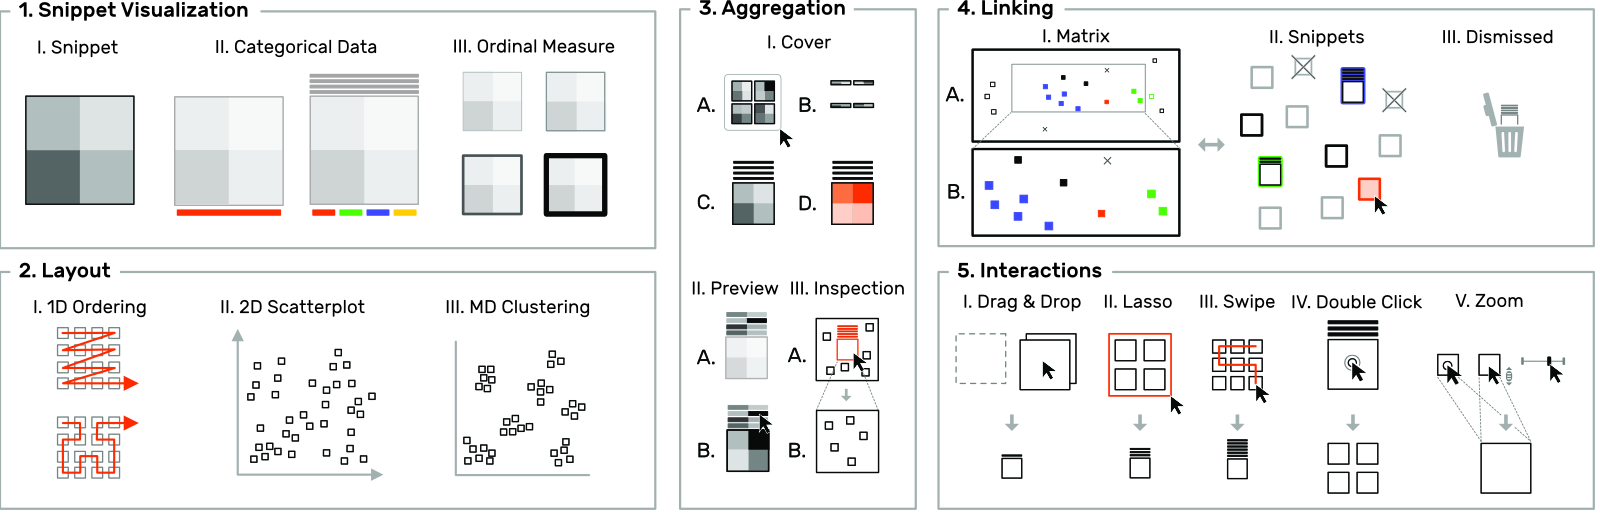 1. Snippet Visualization
I. Snippet
II. Categorical Data
III. Ordinal Measure
2. Layout
I. 1D Ordering
II. 2D Scatterplot
III. MD Clustering
3. Aggregation
I. Cover
A.
B.
C.
D.
II. Preview
A.
B.
III. Inspection
A.
B.
4. Linking
I. Matrix
A.
B.
II. Snippets
III. Dismissed
5. Interactions
I. Drag & Drop
II. Lasso
III. Swipe
IV. Double Click
V. Zoom